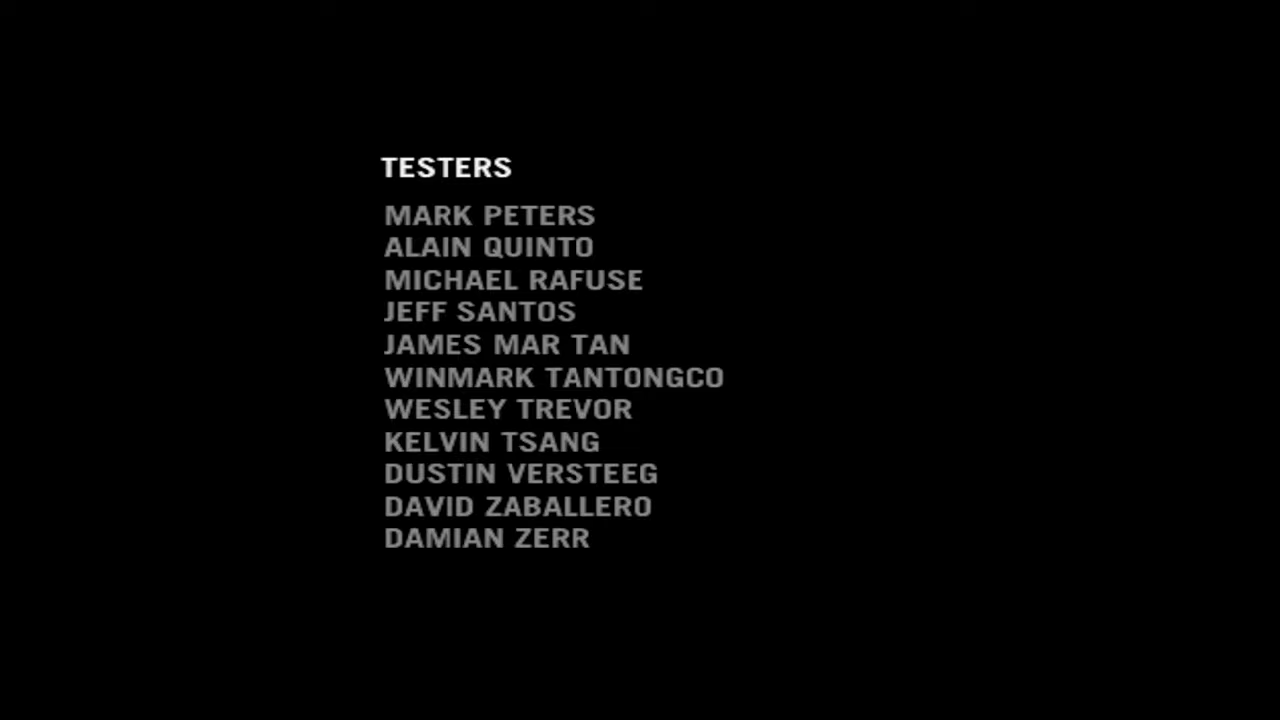 TESTERS
MARK PETERS
ALAIN QUINTO
MICHAEL RAFUSE
JEFF SANTOS
JAMES MAR TAN
WINMARK TANTONGCO
WESLEY TREVOR
KELVIN TSANG
DUSTIN VERSTEEG
DAVID ZABALLERO
DAMIAN ZERR